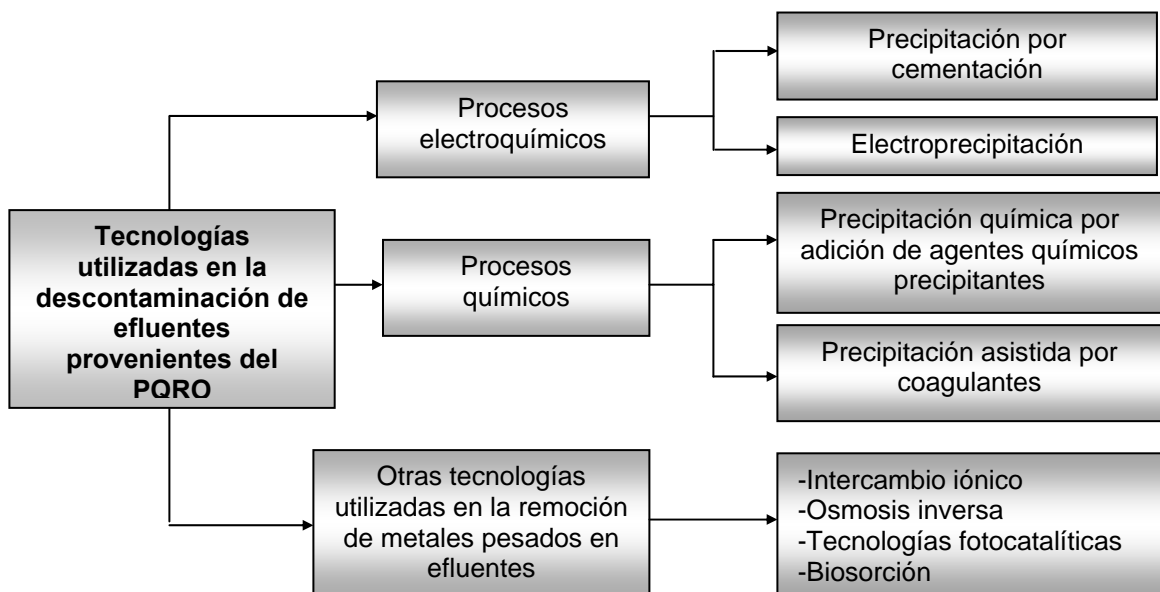 Tecnologías
utilizadas en la
descontaminación de
efluentes
provenientes del
PQRO
Procesos
electroquímicos
Precipitación por
cementación
Electroprecipitación
Procesos
químicos
Precipitación química por
adición de agentes químicos
precipitantes
Precipitación asistida por
coagulantes
Otras tecnologías
utilizadas en la remoción
de metales pesados en
efluentes
-Intercambio iónico
-Osmosis inversa
-Tecnologías fotocatalíticas
-Biosorción